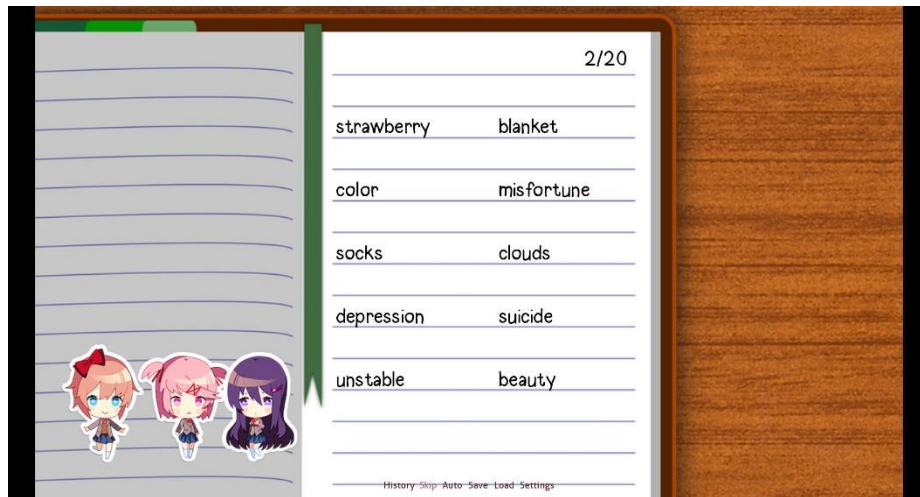 2/20
strawberry blanket
color misfortune
socks clouds
depression suicide
unstable beauty
History Skip Auto Save Load Settings